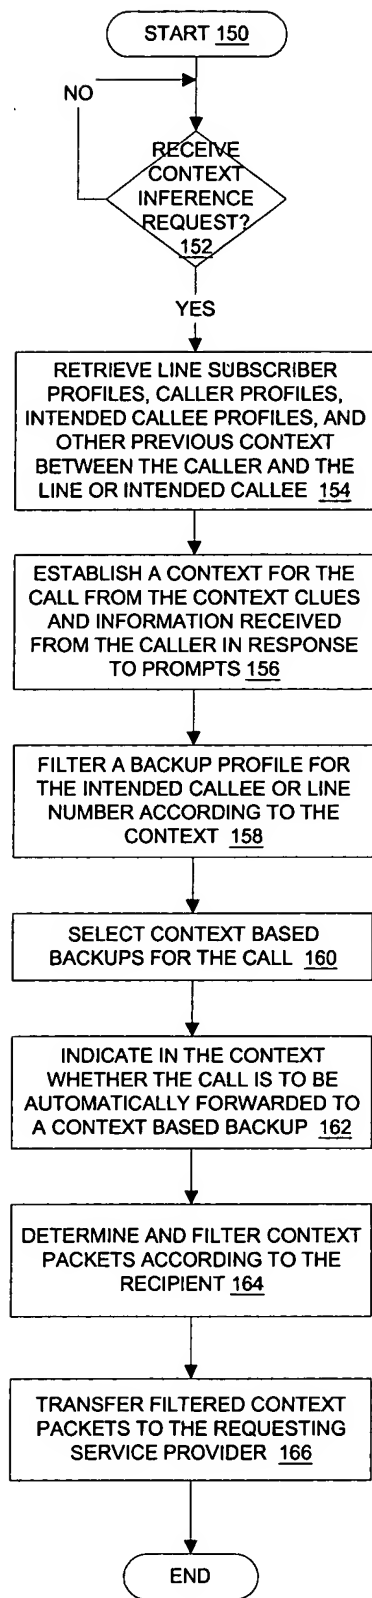 START 150
NO
RECEIVE
CONTEXT
INFERENCE
REQUEST?
152
YES
RETRIEVE LINE SUBSCRIBER
PROFILES, CALLER PROFILES,
INTENDED CALLEE PROFILES, AND
OTHER PREVIOUS CONTEXT
BETWEEN THE CALLER AND THE
LINE OR INTENDED CALLEE 154
ESTABLISH A CONTEXT FOR THE
CALL FROM THE CONTEXT CLUES
AND INFORMATION RECEIVED
FROM THE CALLER IN RESPONSE
TO PROMPTS 156
FILTER A BACKUP PROFILE FOR
THE INTENDED CALLEE OR LINE
NUMBER ACCORDING TO THE
CONTEXT 158
SELECT CONTEXT BASED
BACKUPS FOR THE CALL 160
INDICATE IN THE CONTEXT
WHETHER THE CALL IS TO BE
AUTOMATICALLY FORWARDED TO
A CONTEXT BASED BACKUP 162
DETERMINE AND FILTER CONTEXT
PACKETS ACCORDING TO THE
RECIPIENT 164
TRANSFER FILTERED CONTEXT
PACKETS TO THE REQUESTING
SERVICE PROVIDER 166
END